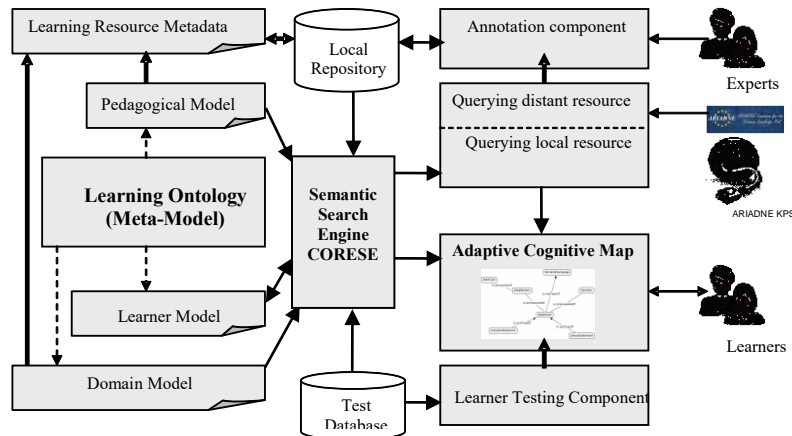 Learning Resource Metadata
Local
Repository
Annotation component
Experts
Pedagogical Model
Querying distant resource
Querying local resource
ARIADNE
ARIADNE KPS
Learning Ontology
(Meta-Model)
Semantic
Search
Engine
CORESE
Adaptive Cognitive Map
Learner Model
Learners
Domain Model
Test
Database
Learner Testing Component